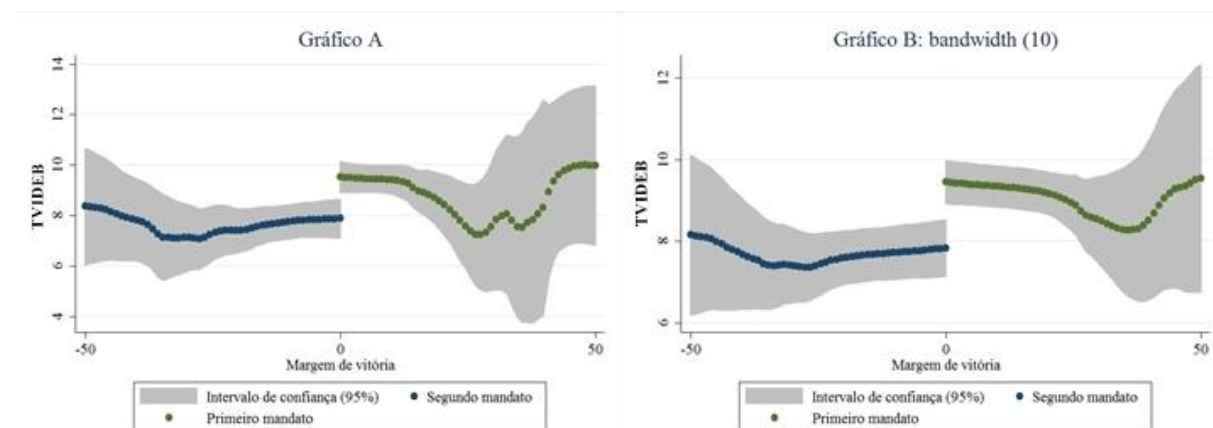 Gráfico A
TVIDEB
14
12
10
8
6
4
-50
0
50
Margem de vitória
Intervalo de confiança (95%)
Segundo mandato
Primeiro mandato
Gráfico B: bandwidth (10)
TVIDEB
12
10
8
6
-50
0
50
Margem de vitória
Intervalo de confiança (95%)
Segundo mandato
Primeiro mandato